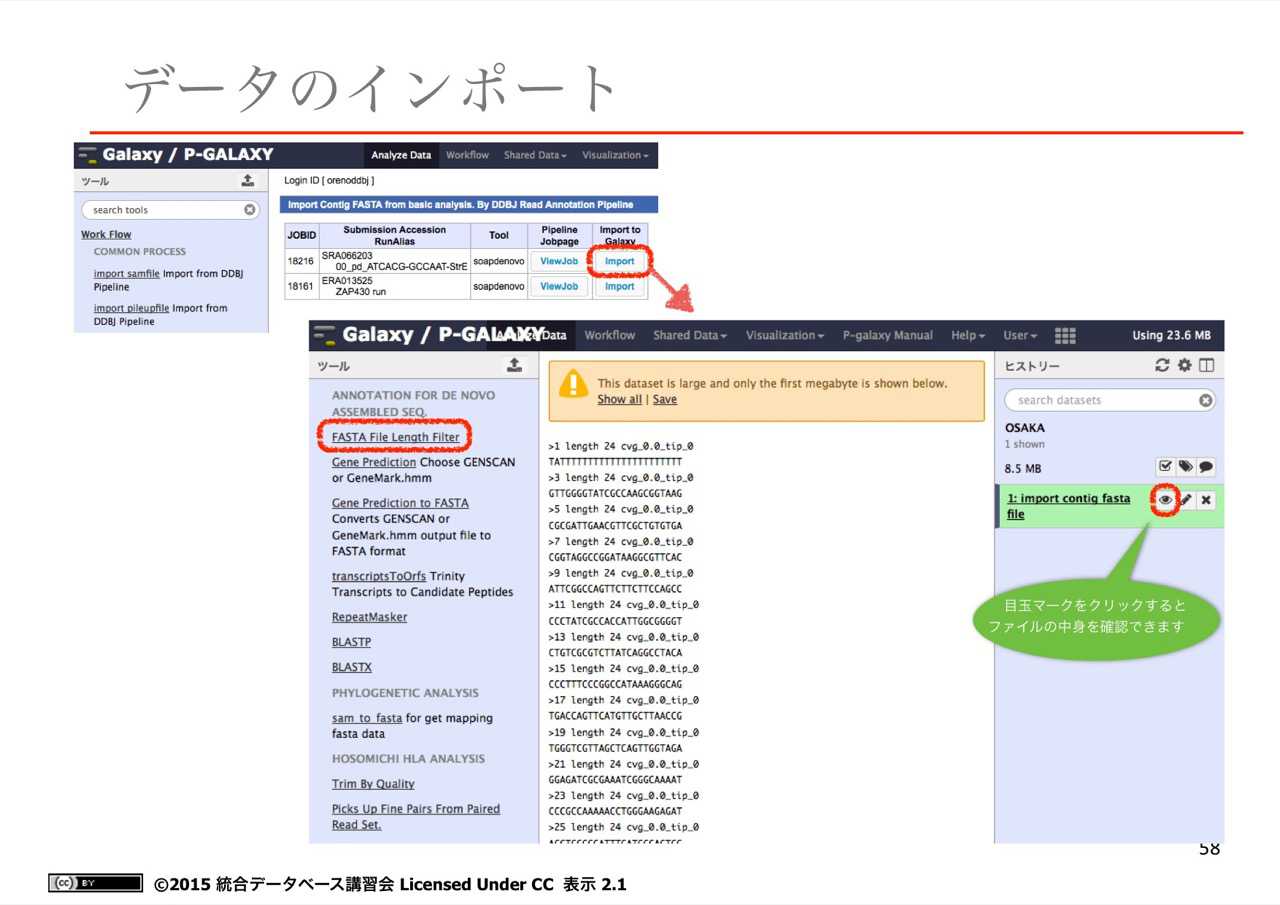 データのインポート
Galaxy / P-GALAXY
Analyze Data Workflow Shared Data Visualization
ツール
search tools
Work Flow
COMMON PROCESS
import samfile Import from DDBJ
Pipeline
import pileupfile Import from
DDBJ Pipeline
Login ID [ orenoddbj ]
Import Contig FASTA from basic analysis. By DDBJ Read Annotation Pipeline
JOBID Submission Accession RunAlias Tool Pipeline Jobpage Import to Galaxy
18216 SRA066203 00_pd_ATCACG-GCCAAT-StrE soapdenovo ViewJob Import
18161 ERA013525 ZAP430 run soapdenovo ViewJob Import
Galaxy / P-GALAXY
Analyze Data Workflow Shared Data Visualization P-galaxy Manual Help User Using 23.6 MB
ツール
ANNOTATION FOR DE NOVO
ASSEMBLED SEQ.
FASTA File Length Filter
Gene Prediction Choose GENSCAN
or GeneMark.hmm
Gene Prediction to FASTA
Converts GENSCAN or
GeneMark.hmm output file to
FASTA format
transcriptsToOrfs Trinity
Transcripts to Candidate Peptides
RepeatMasker
BLASTP
BLASTX
PHYLOGENETIC ANALYSIS
sam_to_fasta for get mapping
fasta data
HOSOMICHI HLA ANALYSIS
Trim By Quality
Picks Up Fine Pairs From Paired
Read Set.
This dataset is large and only the first megabyte is shown below.
Show all | Save
>1 length 24 cvg_0.0_tip_0
TATTTTTTTTTTTTTTTTTTTTTT
>3 length 24 cvg_0.0_tip_0
GTTGGGGTATCGCCAAGCGGTAAG
>5 length 24 cvg_0.0_tip_0
CGCGATTGAACGTTCGCTGTGTGA
>7 length 24 cvg_0.0_tip_0
CGGTAGGCCGGATAAGGCGTTCAC
>9 length 24 cvg_0.0_tip_0
ATTCGGCCAGTTCTTCTTCCAGCC
>11 length 24 cvg_0.0_tip_0
CCCTATCGCCACCATTGGCGGGGT
>13 length 24 cvg_0.0_tip_0
CTGTCGCGTCTTATCAGGCCTACA
>15 length 24 cvg_0.0_tip_0
CCCTTTCCCGGCCATAAAGGGCAG
>17 length 24 cvg_0.0_tip_0
TGACCAGTTCATGTTGCTTAACCG
>19 length 24 cvg_0.0_tip_0
TGGGTCGTTAGCTCAGTTGGTAGA
>21 length 24 cvg_0.0_tip_0
GGAGATCGCGAAATCGGGCAAAAT
>23 length 24 cvg_0.0_tip_0
CCCGCCAAAAACCTGGGAAGAGAT
>25 length 24 cvg_0.0_tip_0
ヒストリー
search datasets
OSAKA
1 shown
8.5 MB
1: import contig fasta
file
目玉マークをクリックすると
ファイルの中身を確認できます
58
(cc) BY
©2015 統合データベース講習会 Licensed Under CC 表示 2.1